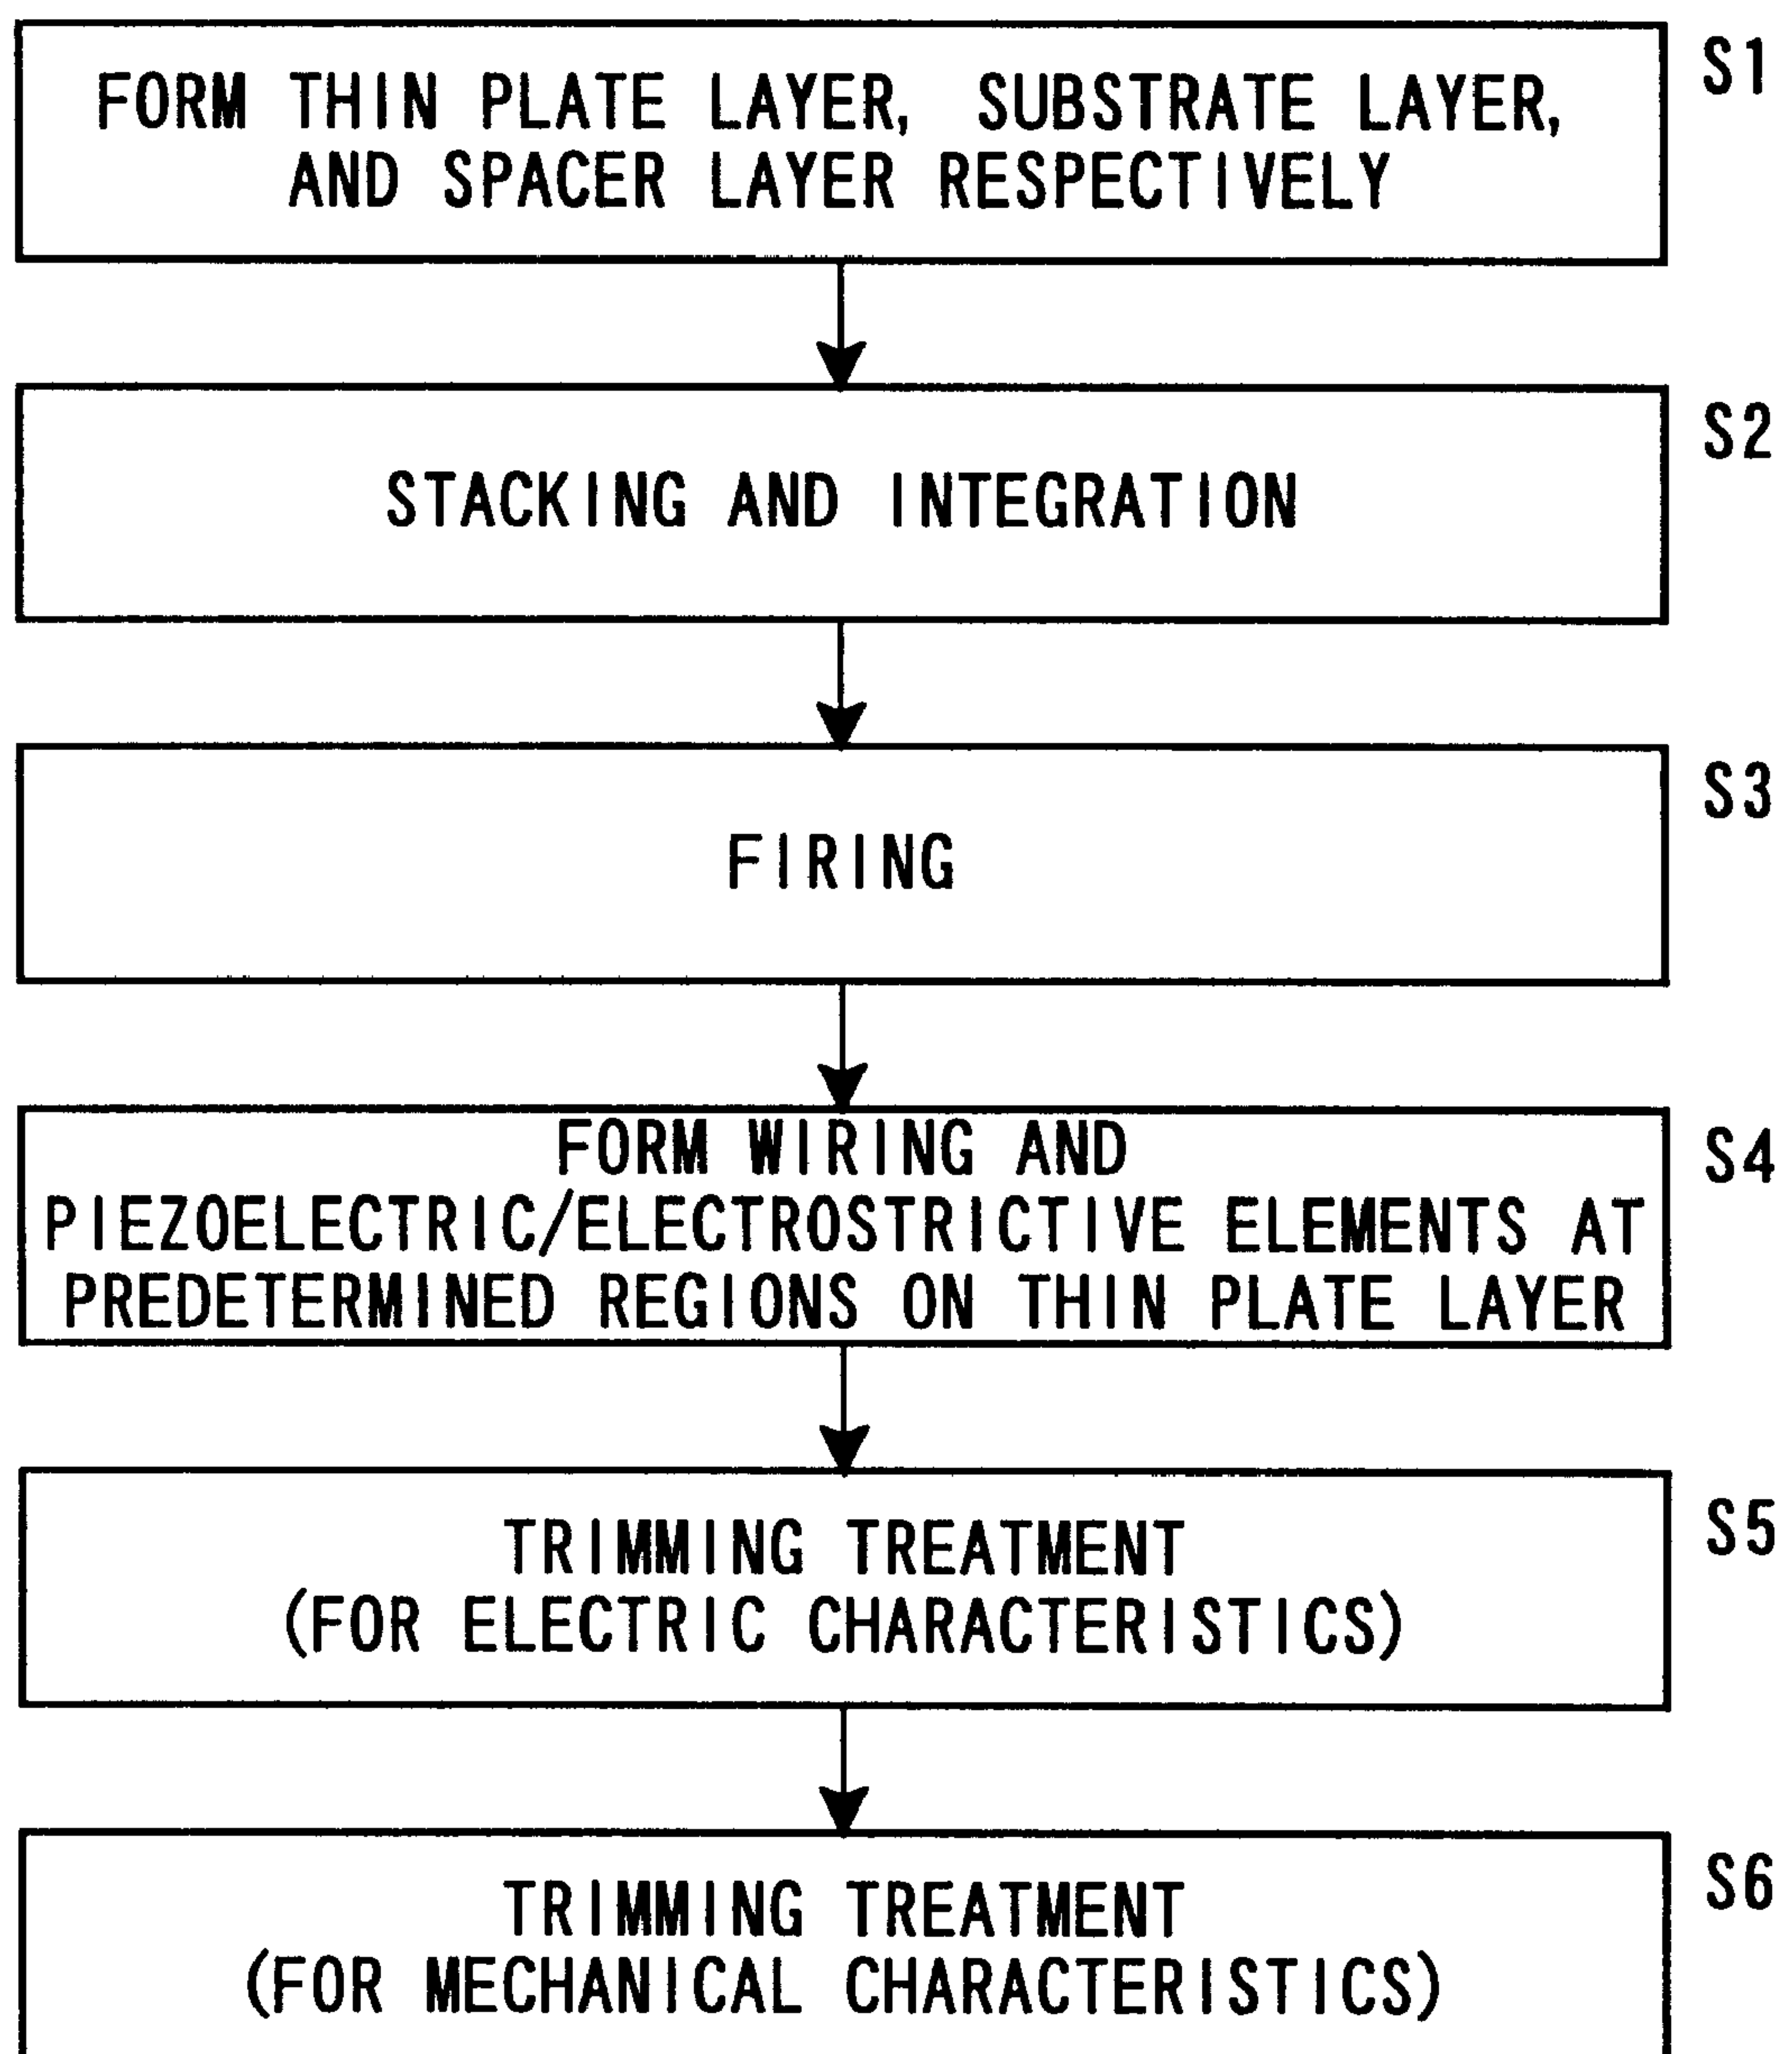 FORM THIN PLATE LAYER, SUBSTRATE LAYER,
AND SPACER LAYER RESPECTIVELY
S1
STACKING AND INTEGRATION
S2
FIRING
S3
FORM WIRING AND
PIEZOELECTRIC/ELECTROSTRICTIVE ELEMENTS AT
PREDETERMINED REGIONS ON THIN PLATE LAYER
S4
TRIMMING TREATMENT
(FOR ELECTRIC CHARACTERISTICS)
S5
TRIMMING TREATMENT
(FOR MECHANICAL CHARACTERISTICS)
S6